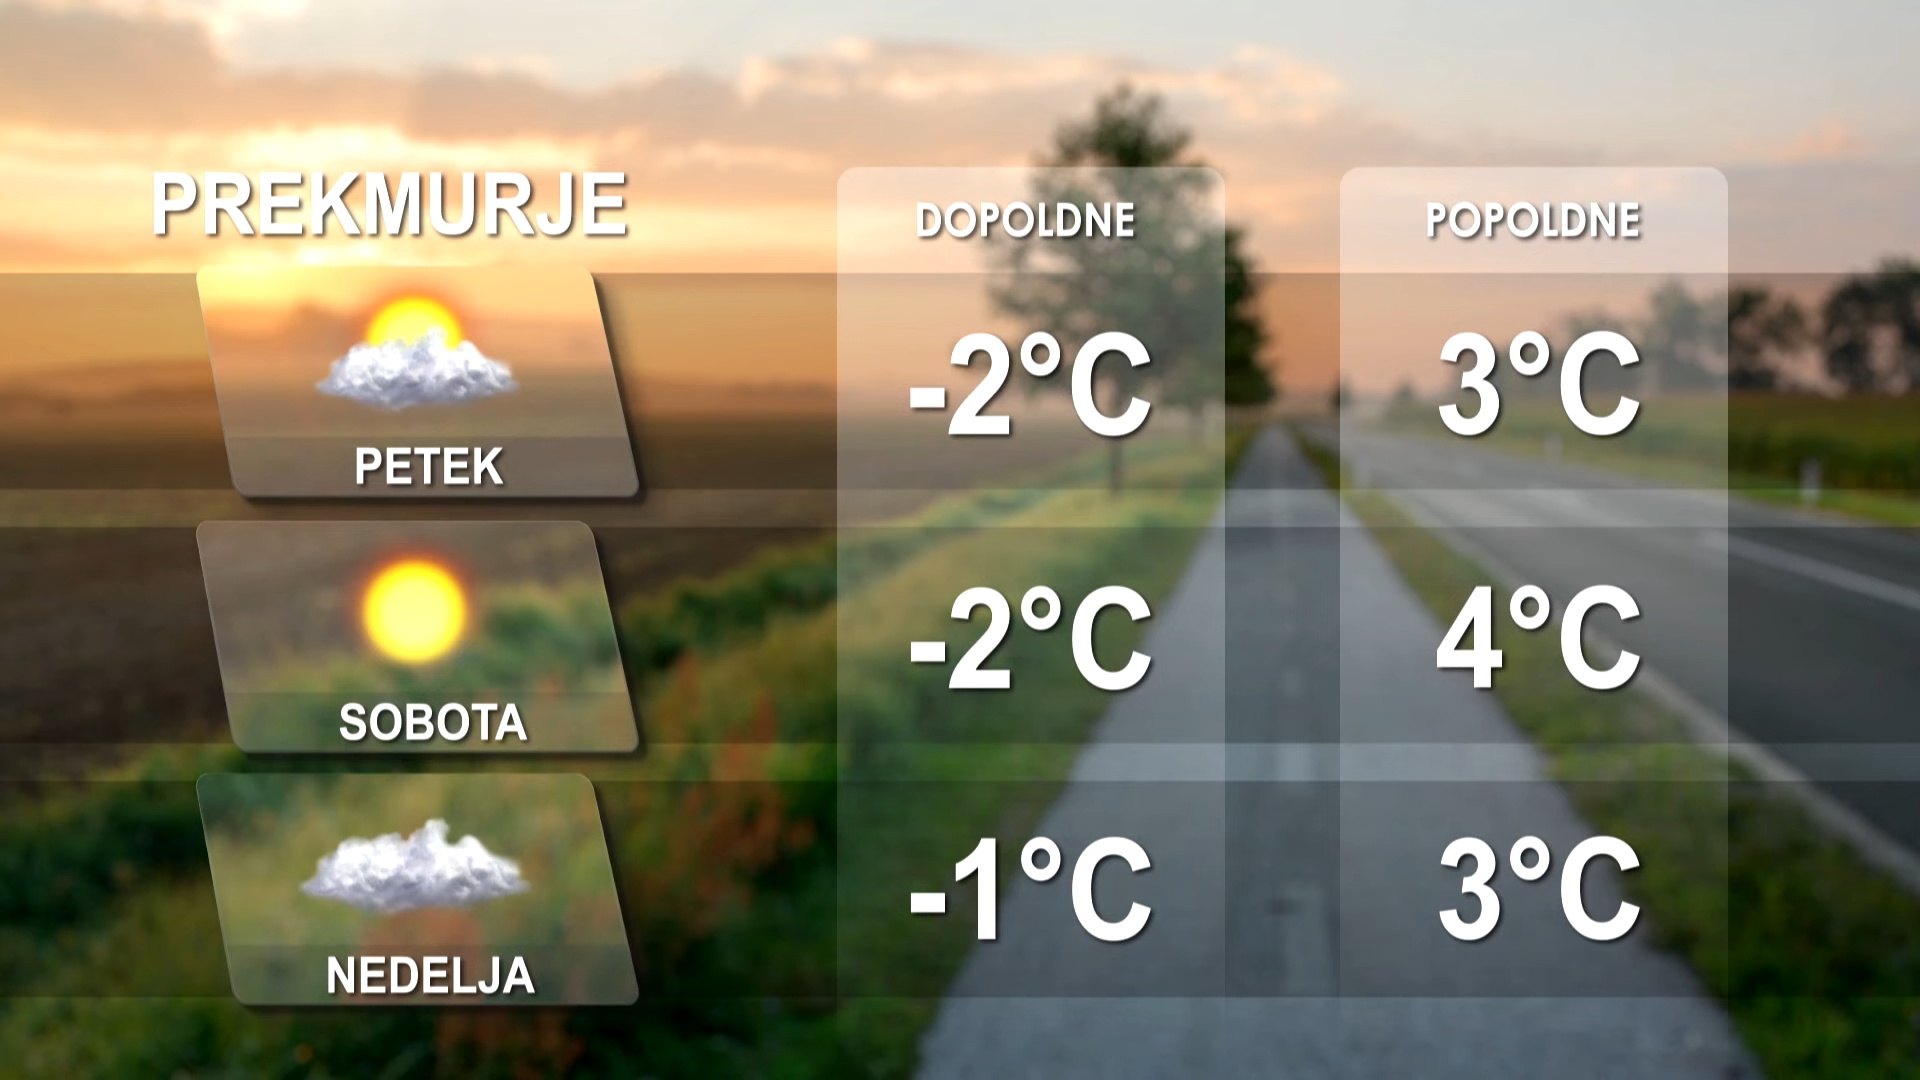 PREKMURJE
DOPOLDNE
POPOLDNE
-2°C
3°C
PETEK
-2°C
4°C
SOBOTA
-1°C
3°C
NEDELJA